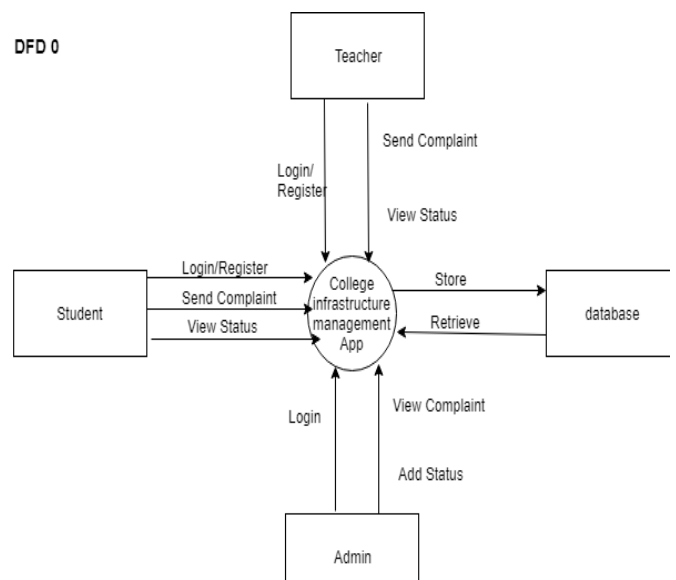 DFD 0
Teacher
Send Complaint
Login/
Register
View Status
Login/Register
Send Complaint
View Status
Student
College
infrastructure
management
App
Store
Retrieve
database
Login
View Complaint
Add Status
Admin